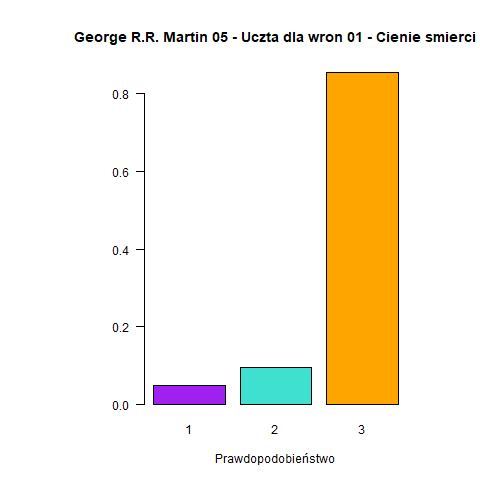 George R.R. Martin 05 - Uczta dla wron 01 - Cienie smierci
0.8
0.6
0.4
0.2
0.0
1 2 3
Prawdopodobieństwo